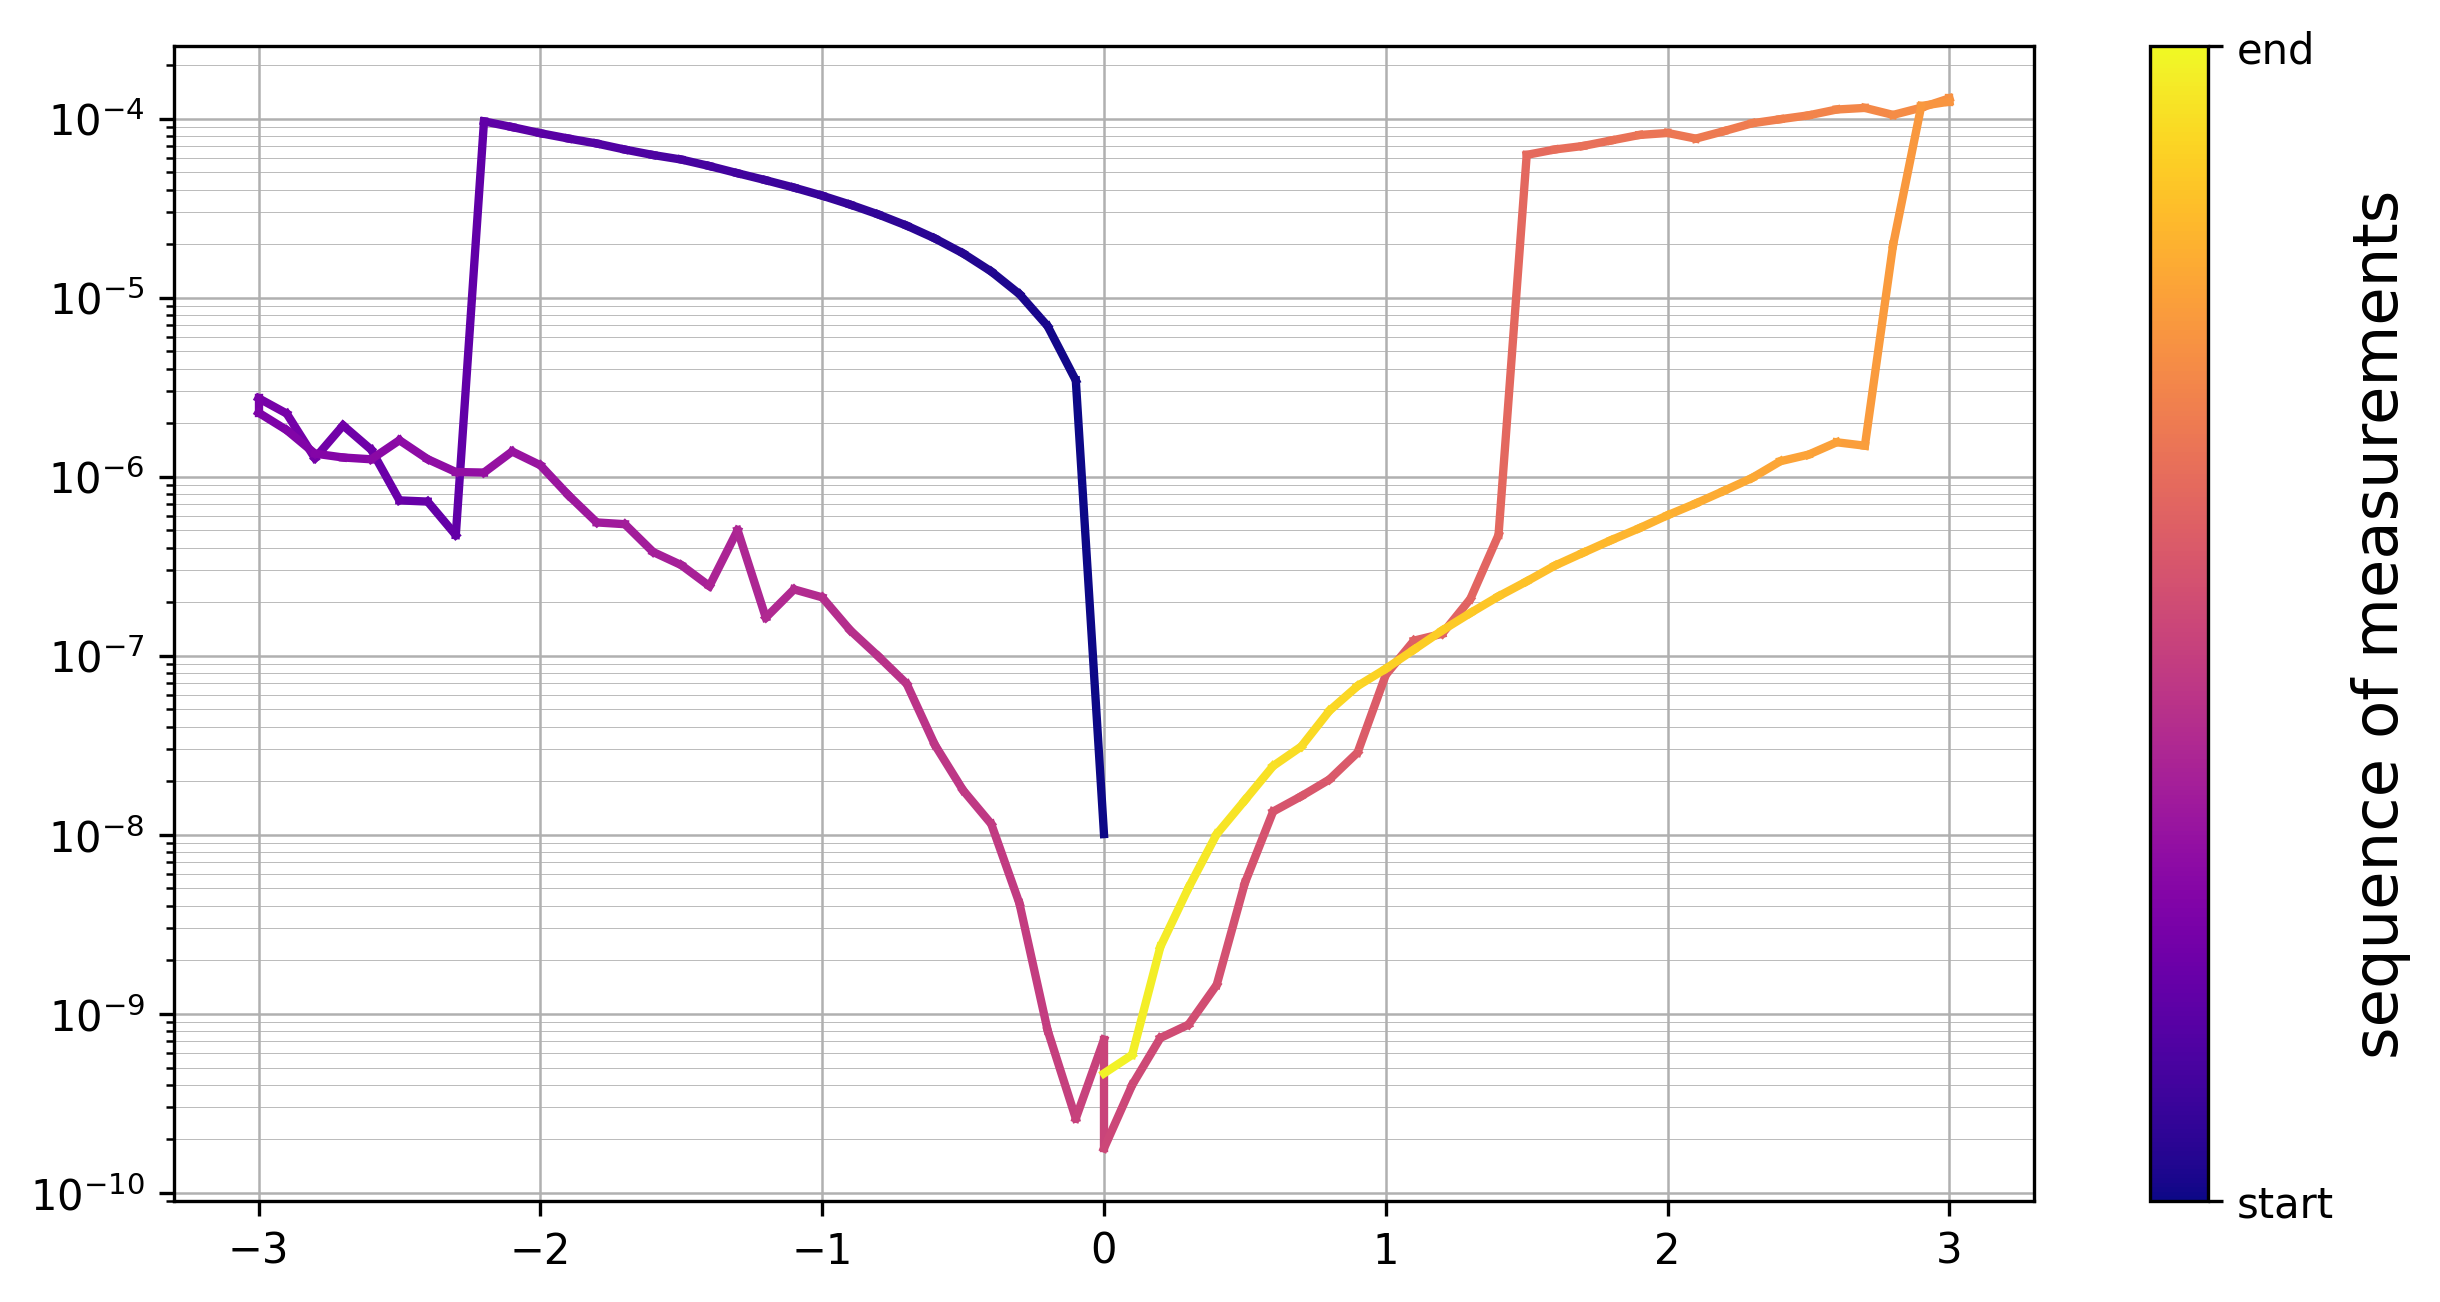 10⁻⁴
10⁻⁵
10⁻⁶
10⁻⁷
10⁻⁸
10⁻⁹
10⁻¹⁰
−3 −2 −1 0 1 2 3
end
start
sequence of measurements